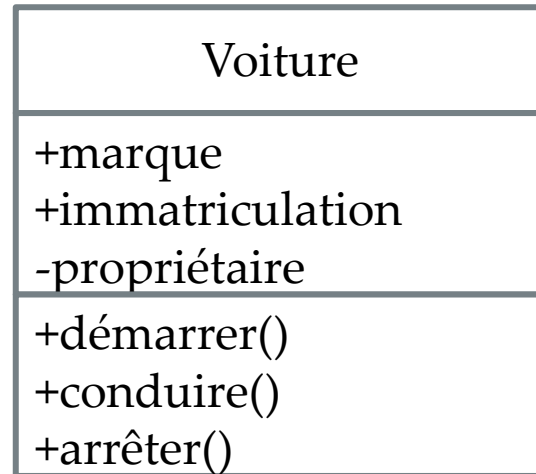 Voiture
+marque
+immatriculation
-propriétaire
+démarrer()
+conduire()
+arrêter()